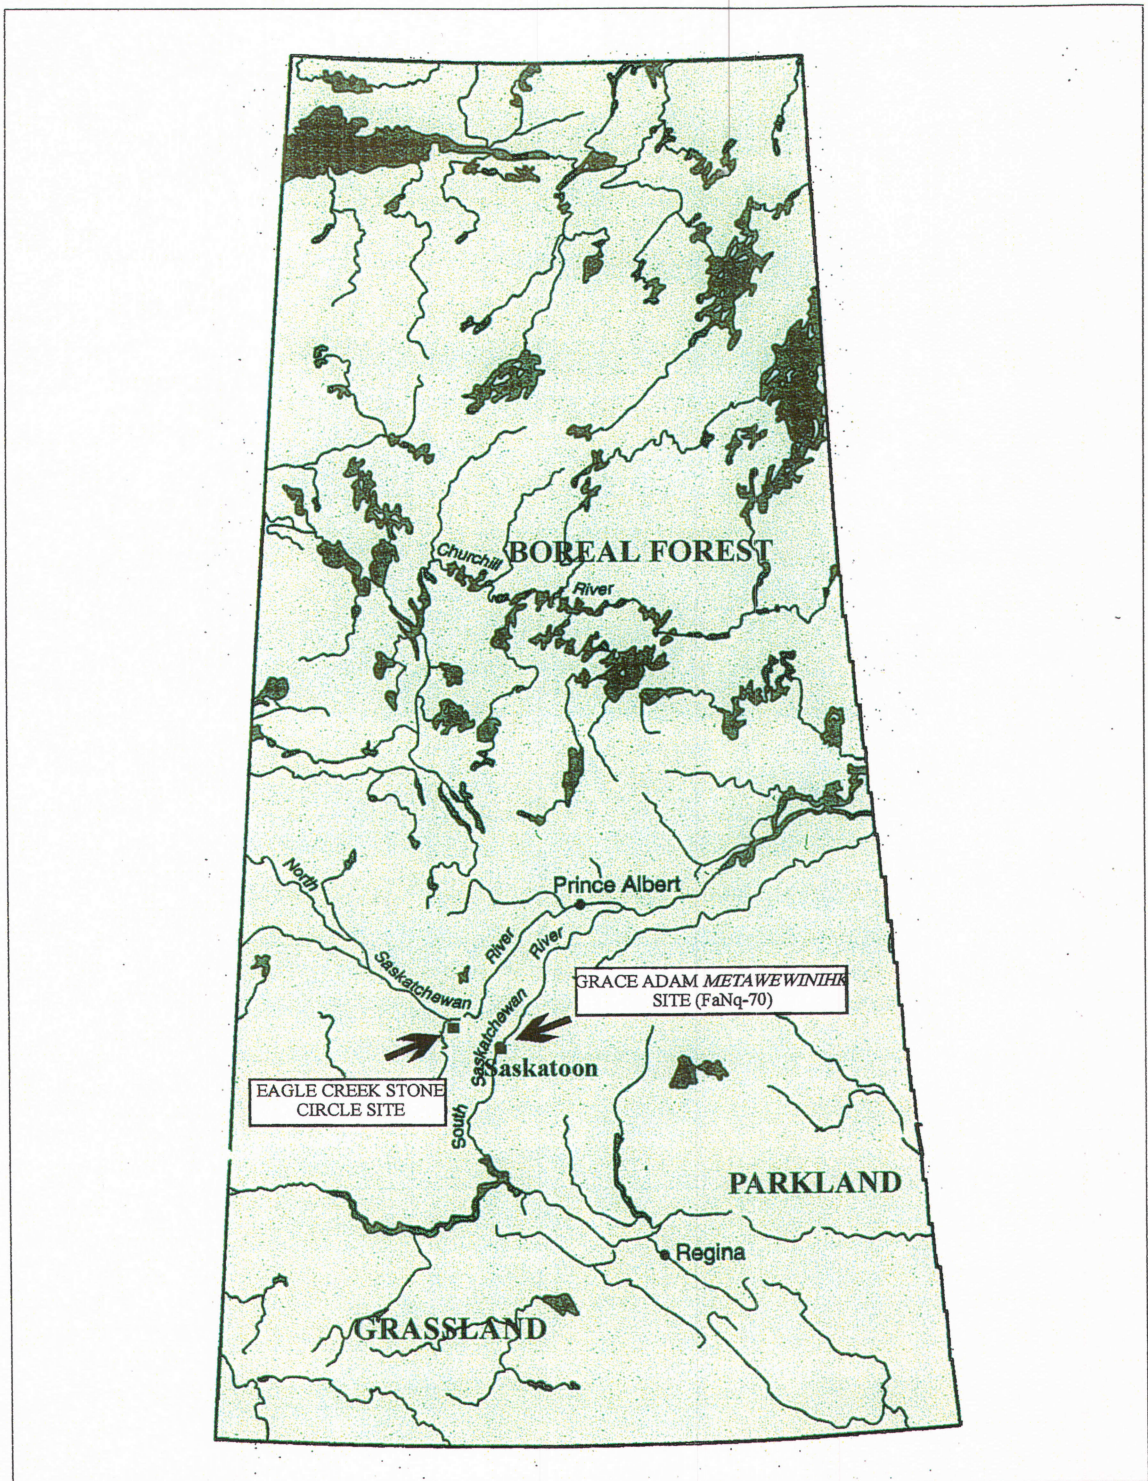 BOREAL FOREST
Churchill
River
North
Saskatchewan
River
Prince Albert
River
Saskatchewan
South
GRACE ADAM METAWEWINIHK
SITE (FaNq-70)
Saskatoon
EAGLE CREEK STONE
CIRCLE SITE
PARKLAND
Regina
GRASSLAND